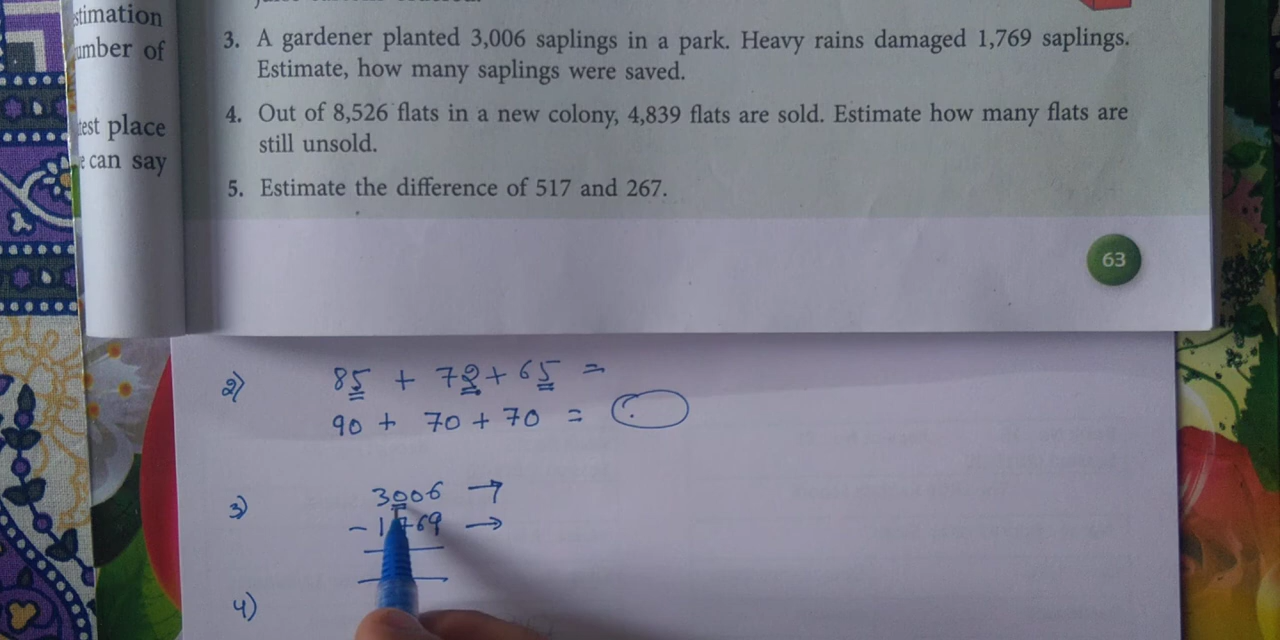 stimation
umber of
est place
e can say
3. A gardener planted 3,006 saplings in a park. Heavy rains damaged 1,769 saplings.
Estimate, how many saplings were saved.
4. Out of 8,526 flats in a new colony, 4,839 flats are sold. Estimate how many flats are
still unsold.
5. Estimate the difference of 517 and 267.
63
2) 85 + 72 + 65 =
90 + 70 + 70 =
3) 3006 →
- 1769 →
4)